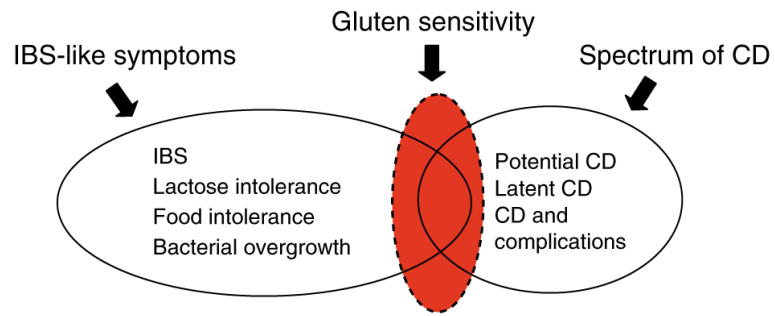 Gluten sensitivity
IBS-like symptoms
Spectrum of CD
IBS
Lactose intolerance
Food intolerance
Bacterial overgrowth
Potential CD
Latent CD
CD and
complications